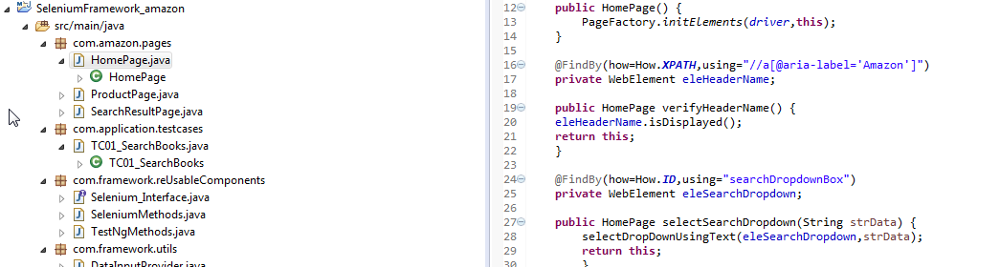 SeleniumFramework_amazon
src/main/java
com.amazon.pages
HomePage.java
HomePage
ProductPage.java
SearchResultPage.java
com.application.testcases
TC01_SearchBooks.java
TC01_SearchBooks
com.framework.reUsableComponents
Selenium_Interface.java
SeleniumMethods.java
TestNgMethods.java
com.framework.utils
DataInputProvider.java
12 public HomePage() {
13 PageFactory.initElements(driver,this);
14 }
15
16 @FindBy(how=How.XPATH,using="//a[@aria-label='Amazon']")
17 private WebElement eleHeaderName;
18
19 public HomePage verifyHeaderName() {
20 eleHeaderName.isDisplayed();
21 return this;
22 }
23
24 @FindBy(how=How.ID,using="searchDropdownBox")
25 private WebElement eleSearchDropdown;
26
27 public HomePage selectSearchDropdown(String strData) {
28 selectDropDownUsingText(eleSearchDropdown,strData);
29 return this;
30 }